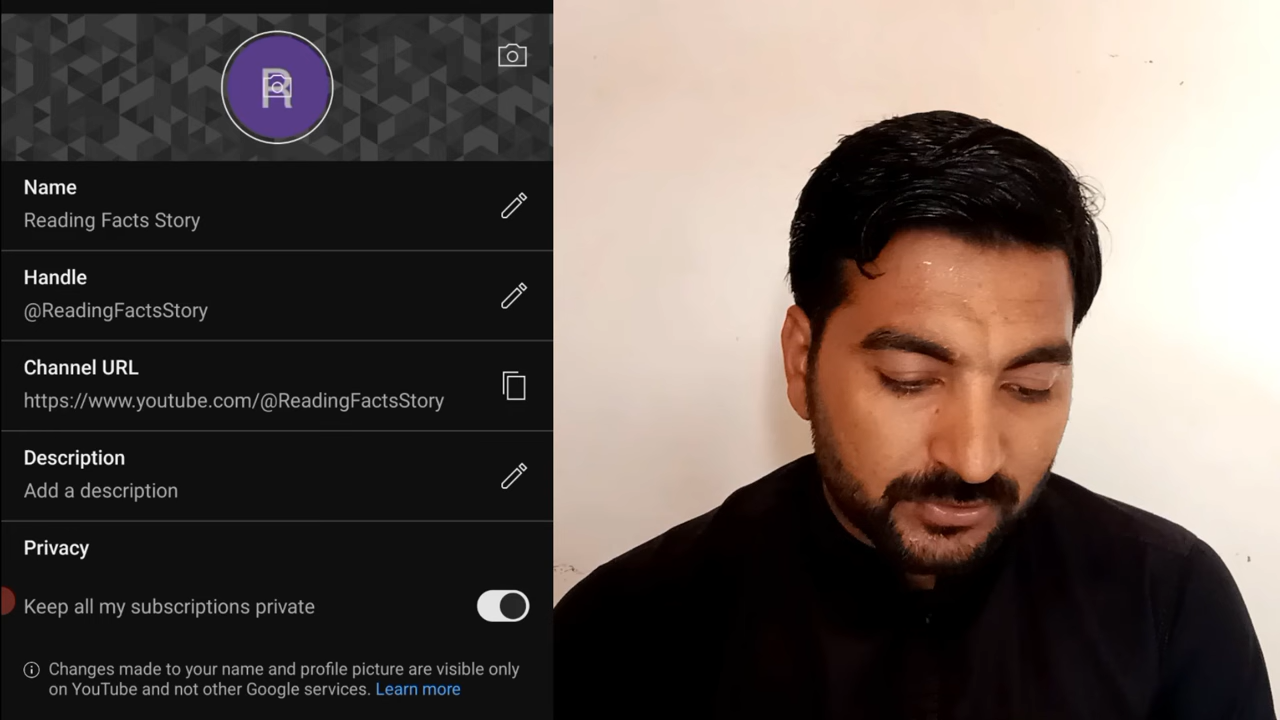 R
Name
Reading Facts Story
Handle
@ReadingFactsStory
Channel URL
https://www.youtube.com/@ReadingFactsStory
Description
Add a description
Privacy
Keep all my subscriptions private
Changes made to your name and profile picture are visible only
on YouTube and not other Google services. Learn more